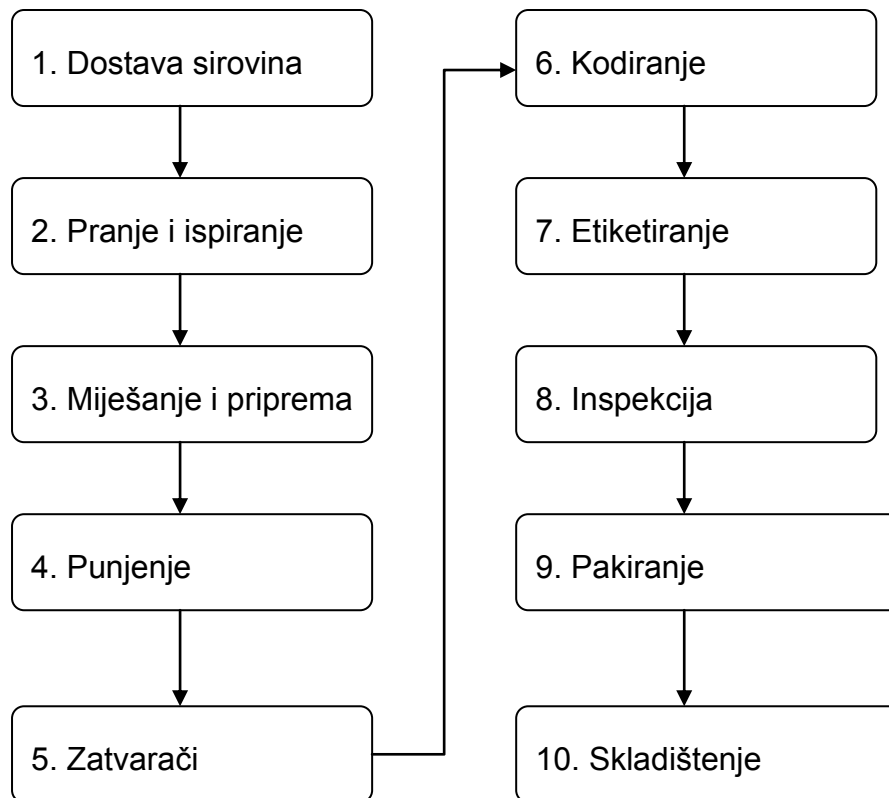 1. Dostava sirovina
2. Pranje i ispiranje
3. Miješanje i priprema
4. Punjenje
5. Zatvarači
6. Kodiranje
7. Etiketiranje
8. Inspekcija
9. Pakiranje
10. Skladištenje